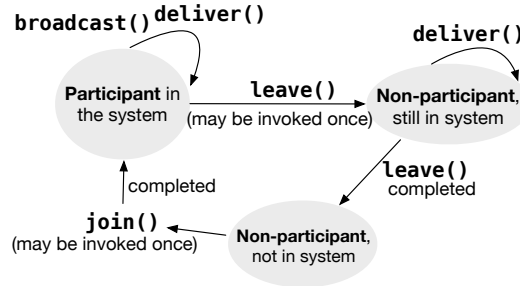 broadcast() deliver()
deliver()
Participant in
the system
leave()
(may be invoked once)
Non-participant,
still in system
leave()
completed
completed
join()
(may be invoked once)
Non-participant,
not in system